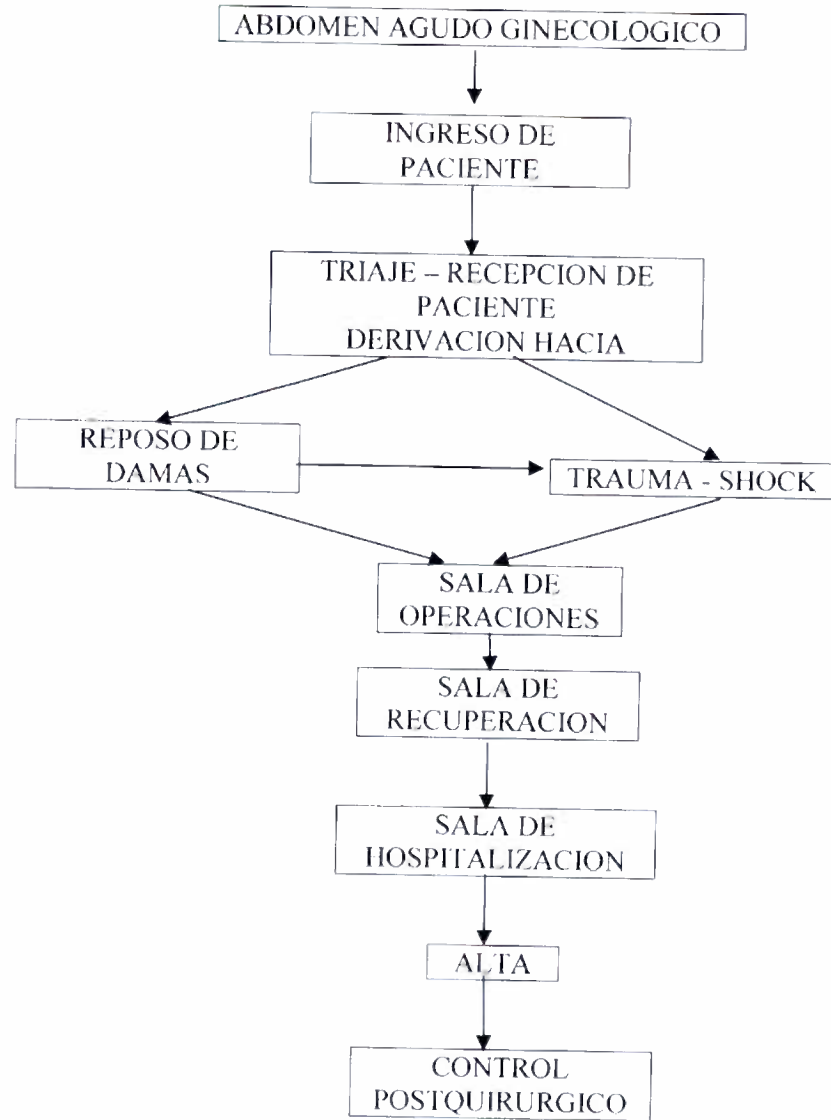 ABDOMEN AGUDO GINECOLOGICO
INGRESO DE
PACIENTE
TRIAJE – RECEPCION DE
PACIENTE
DERIVACION HACIA
REPOSO DE
DAMAS
TRAUMA - SHOCK
SALA DE
OPERACIONES
SALA DE
RECUPERACION
SALA DE
HOSPITALIZACION
ALTA
CONTROL
POSTQUIRURGICO